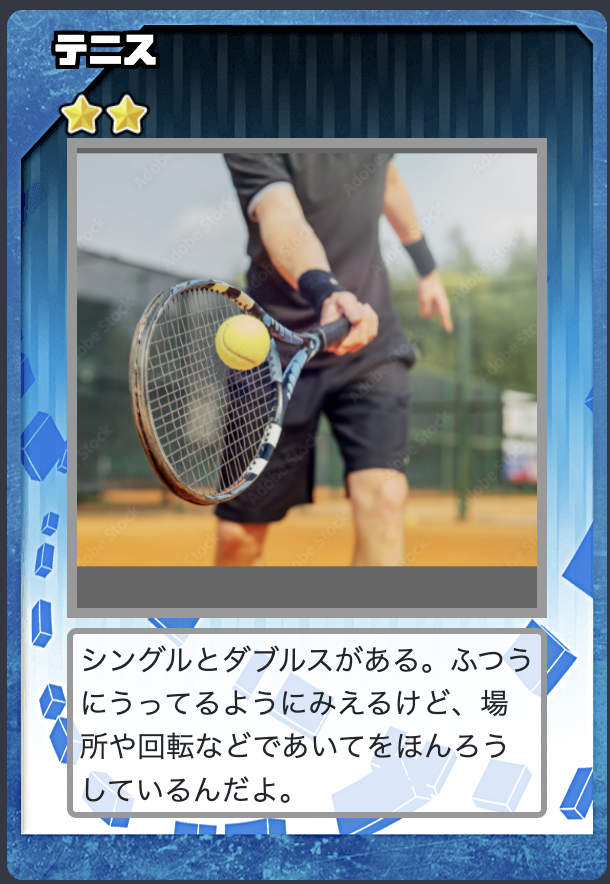 テニス
シングルとダブルスがある。ふつう
にうってるようにみえるけど、場
所や回転などであいてをほんろう
しているんだよ。
Adobe Stock